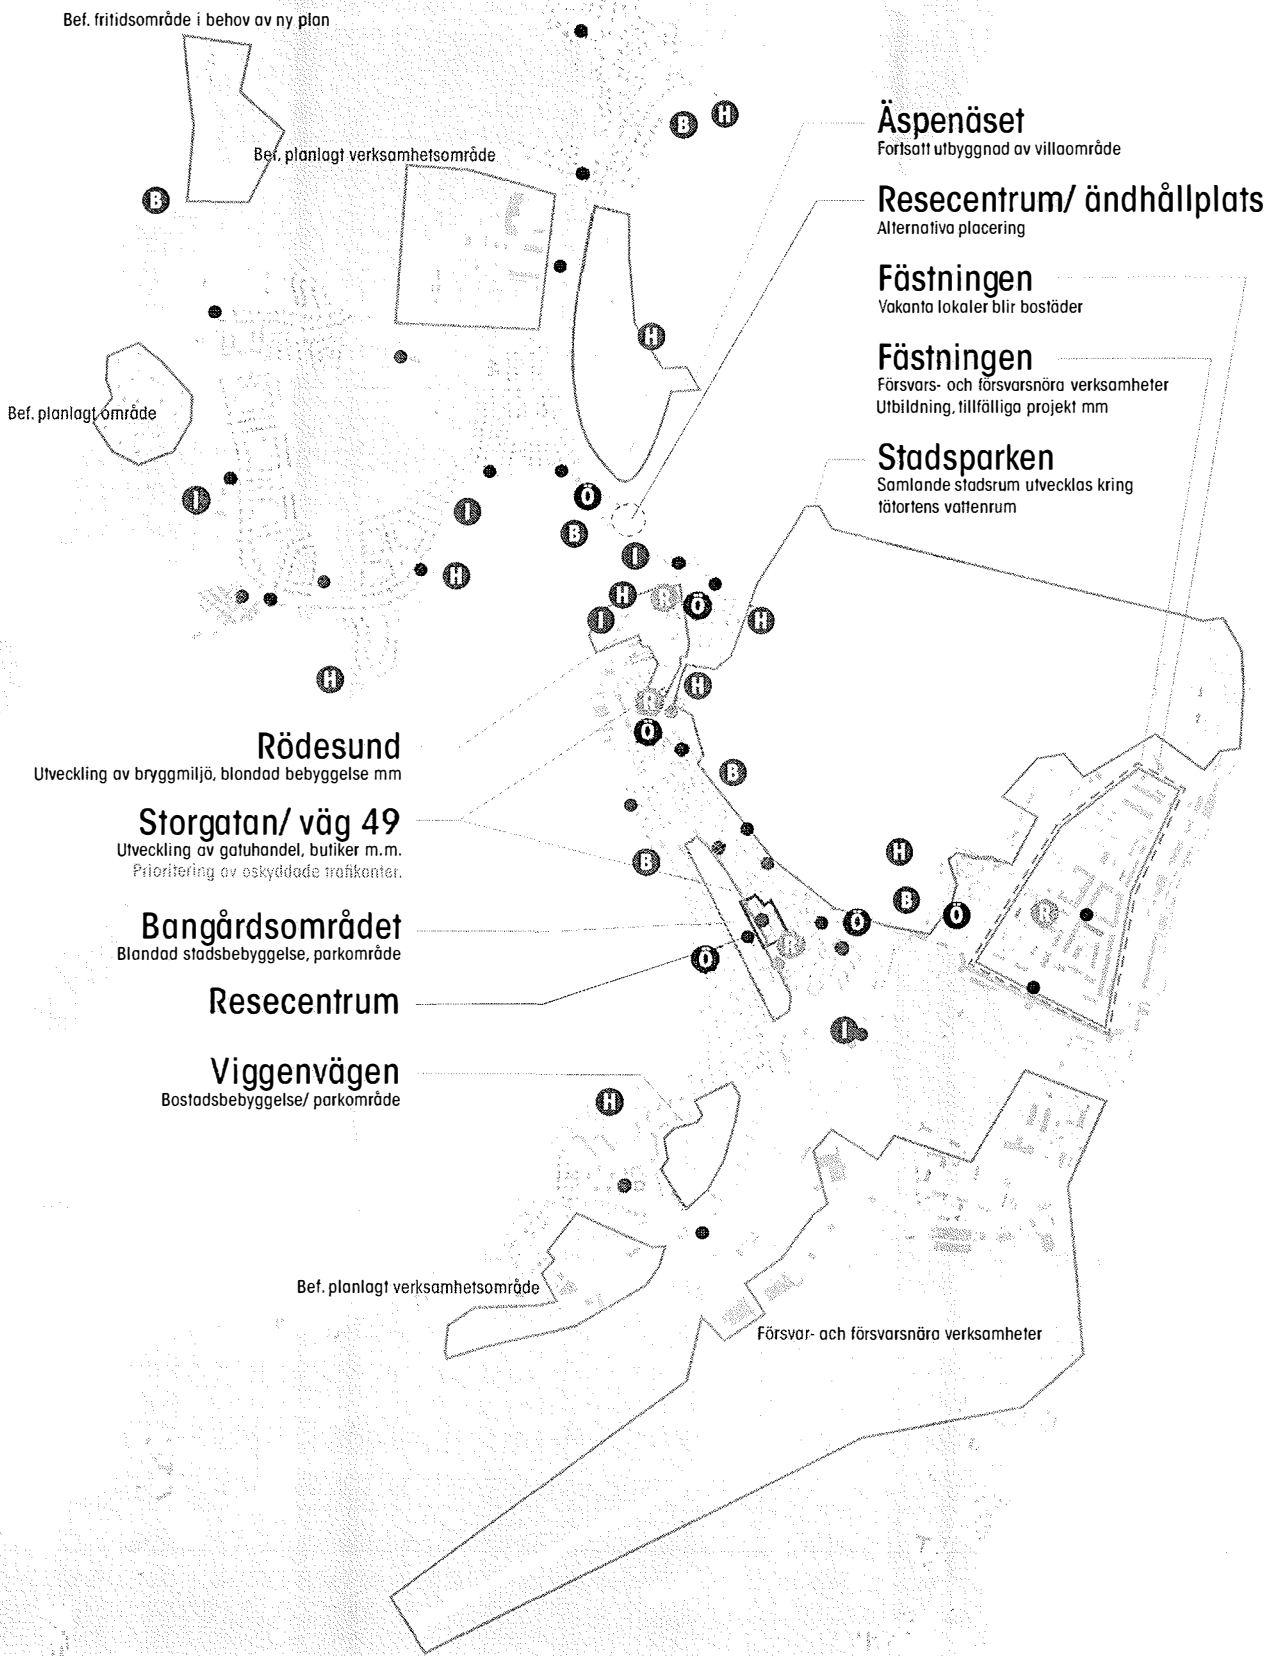 Bef. fritidsområde i behov av ny plan
B
H
Äspenäset
Fortsatt utbyggnad av villaområde
Bef. planlagt verksamhetsområde
B
Resecentrum/ ändhållplats
Alternativa placering
Fästningen
Vakanta lokaler blir bostäder
H
Fästningen
Försvars- och försvarsnöra verksamheter
Utbildning, tillfälliga projekt mm
Bef. planlagt område
Stadsparken
Samlande stadsrum utvecklas kring
tätortens vattenrum
I
I
Ö
B
I
H
H
R
Ö
I
H
H
H
R
Ö
Rödesund
Utveckling av bryggmiljö, blondad bebyggelse mm
B
Storgatan/ väg 49
Utveckling av gatuhandel, butiker m.m.
Prioritering av oskyddade trafikanter.
B
H
B
Bangårdsområdet
Blandad stadsbebyggelse, parkområde
Ö
Ö
R
R
Ö
Resecentrum
I
Viggenvägen
Bostadsbebyggelse/ parkområde
H
Bef. planlagt verksamhetsområde
Försvar- och försvarsnära verksamheter